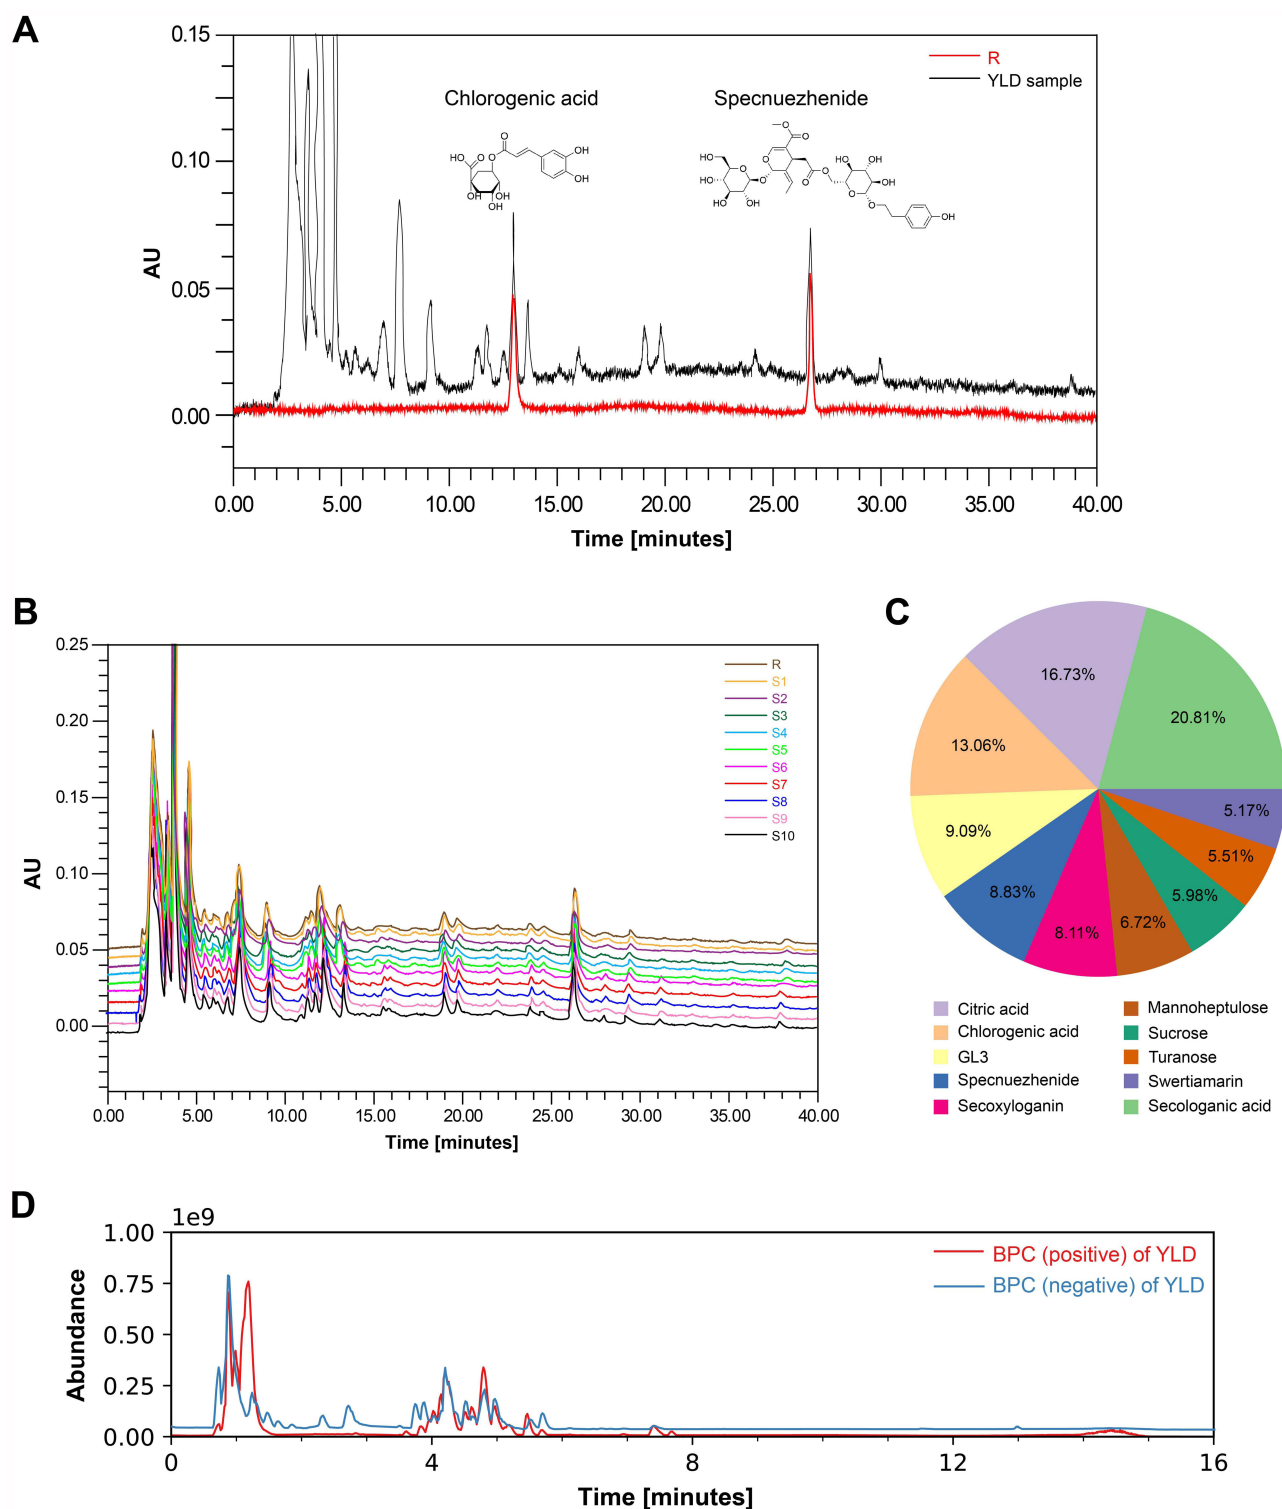 A
0.15
0.10
0.05
0.00
AU
R
YLD sample
Chlorogenic acid
Specnuezhenide
0.00 5.00 10.00 15.00 20.00 25.00 30.00 35.00 40.00
Time [minutes]
B
0.25
0.20
0.15
0.10
0.05
0.00
AU
R
S1
S2
S3
S4
S5
S6
S7
S8
S9
S10
0.00 5.00 10.00 15.00 20.00 25.00 30.00 35.00 40.00
Time [minutes]
C
16.73%
20.81%
13.06%
9.09%
8.83%
8.11%
6.72%
5.98%
5.51%
5.17%
Citric acid
Chlorogenic acid
GL3
Specnuezhenide
Secoxyloganin
Mannoheptulose
Sucrose
Turanose
Swertiamarin
Secologanic acid
D
1e9
1.00
0.75
0.50
0.25
0.00
Abundance
BPC (positive) of YLD
BPC (negative) of YLD
0 4 8 12 16
Time [minutes]